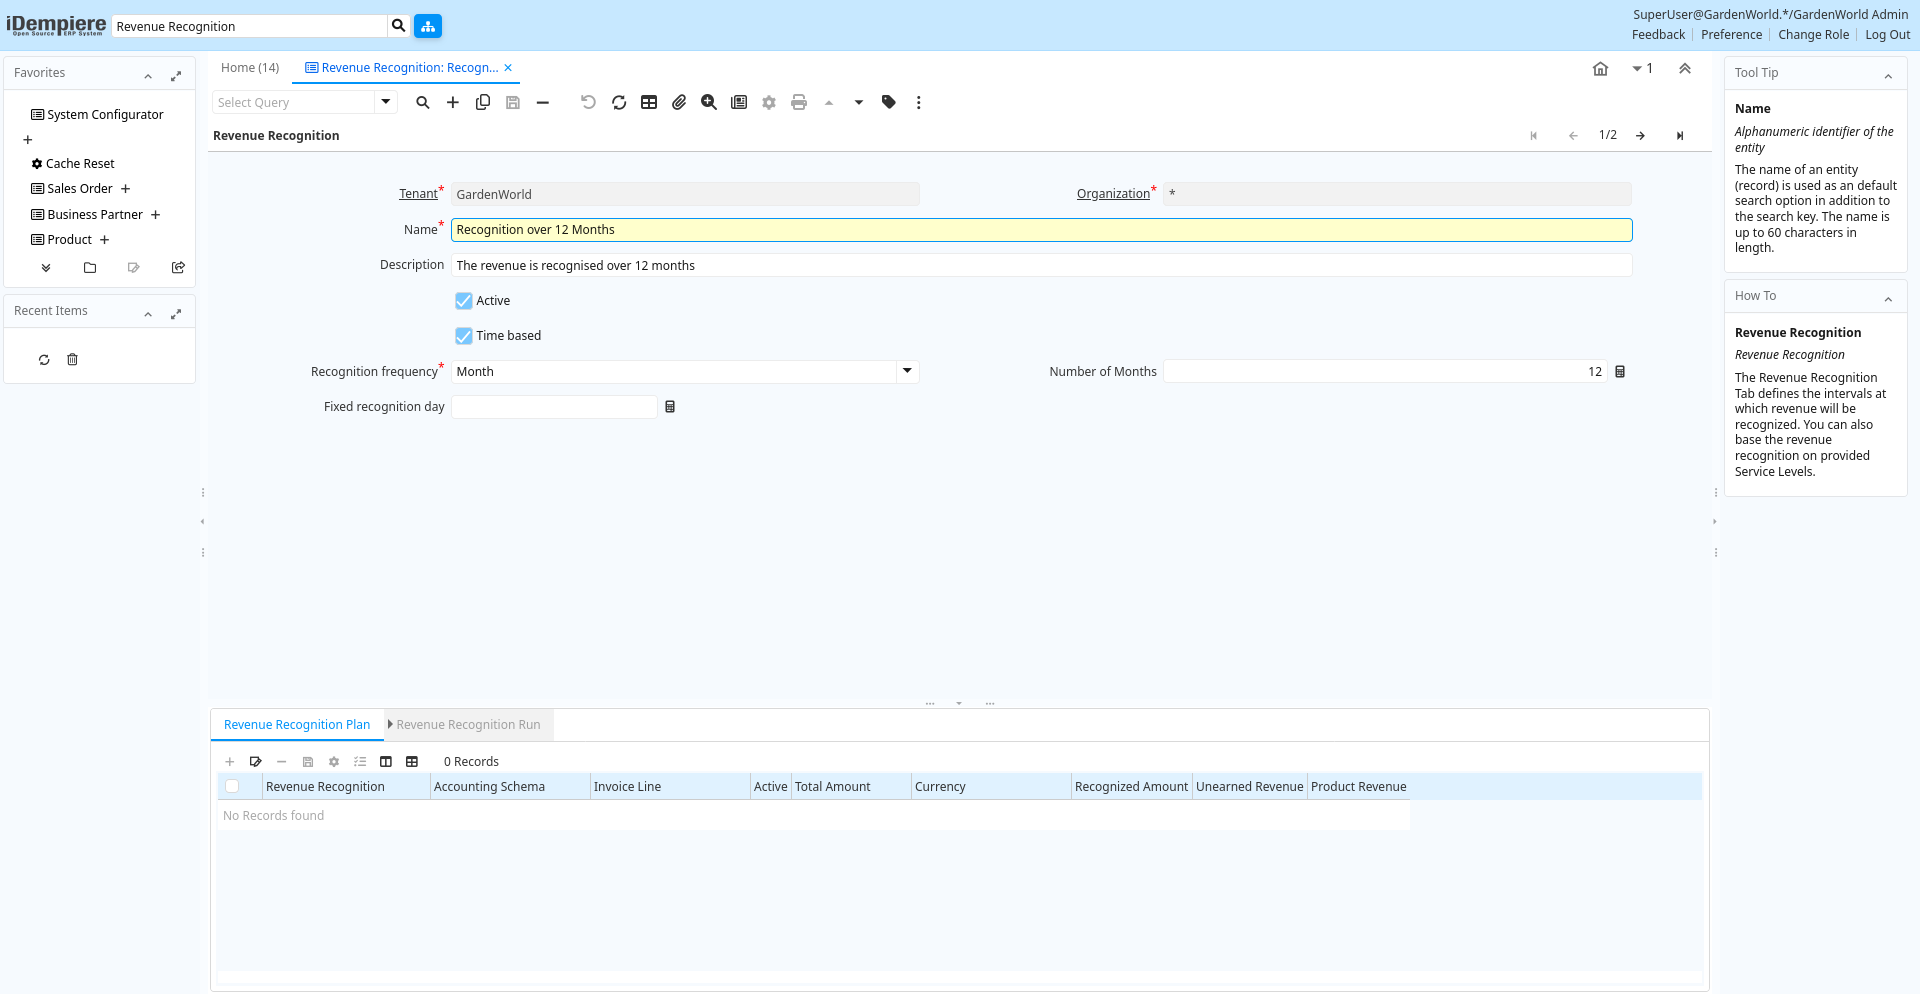 iDempiere
Open Source ERP System
Revenue Recognition
SuperUser@GardenWorld.*/GardenWorld Admin
Feedback
Preference
Change Role
Log Out
Favorites
System Configurator
Cache Reset
Sales Order
Business Partner
Product
Recent Items
Home (14)
Revenue Recognition: Recogn...
1
Select Query
Revenue Recognition
1/2
Tenant*
GardenWorld
Organization*
*
Name*
Recognition over 12 Months
Description
The revenue is recognised over 12 months
Active
Time based
Recognition frequency*
Month
Number of Months
12
Fixed recognition day
Revenue Recognition Plan
Revenue Recognition Run
0 Records
Revenue Recognition
Accounting Schema
Invoice Line
Active
Total Amount
Currency
Recognized Amount
Unearned Revenue
Product Revenue
No Records found
Tool Tip
Name
Alphanumeric identifier of the
entity
The name of an entity
(record) is used as an default
search option in addition to
the search key. The name is
up to 60 characters in
length.
How To
Revenue Recognition
Revenue Recognition
The Revenue Recognition
Tab defines the intervals at
which revenue will be
recognized. You can also
base the revenue
recognition on provided
Service Levels.